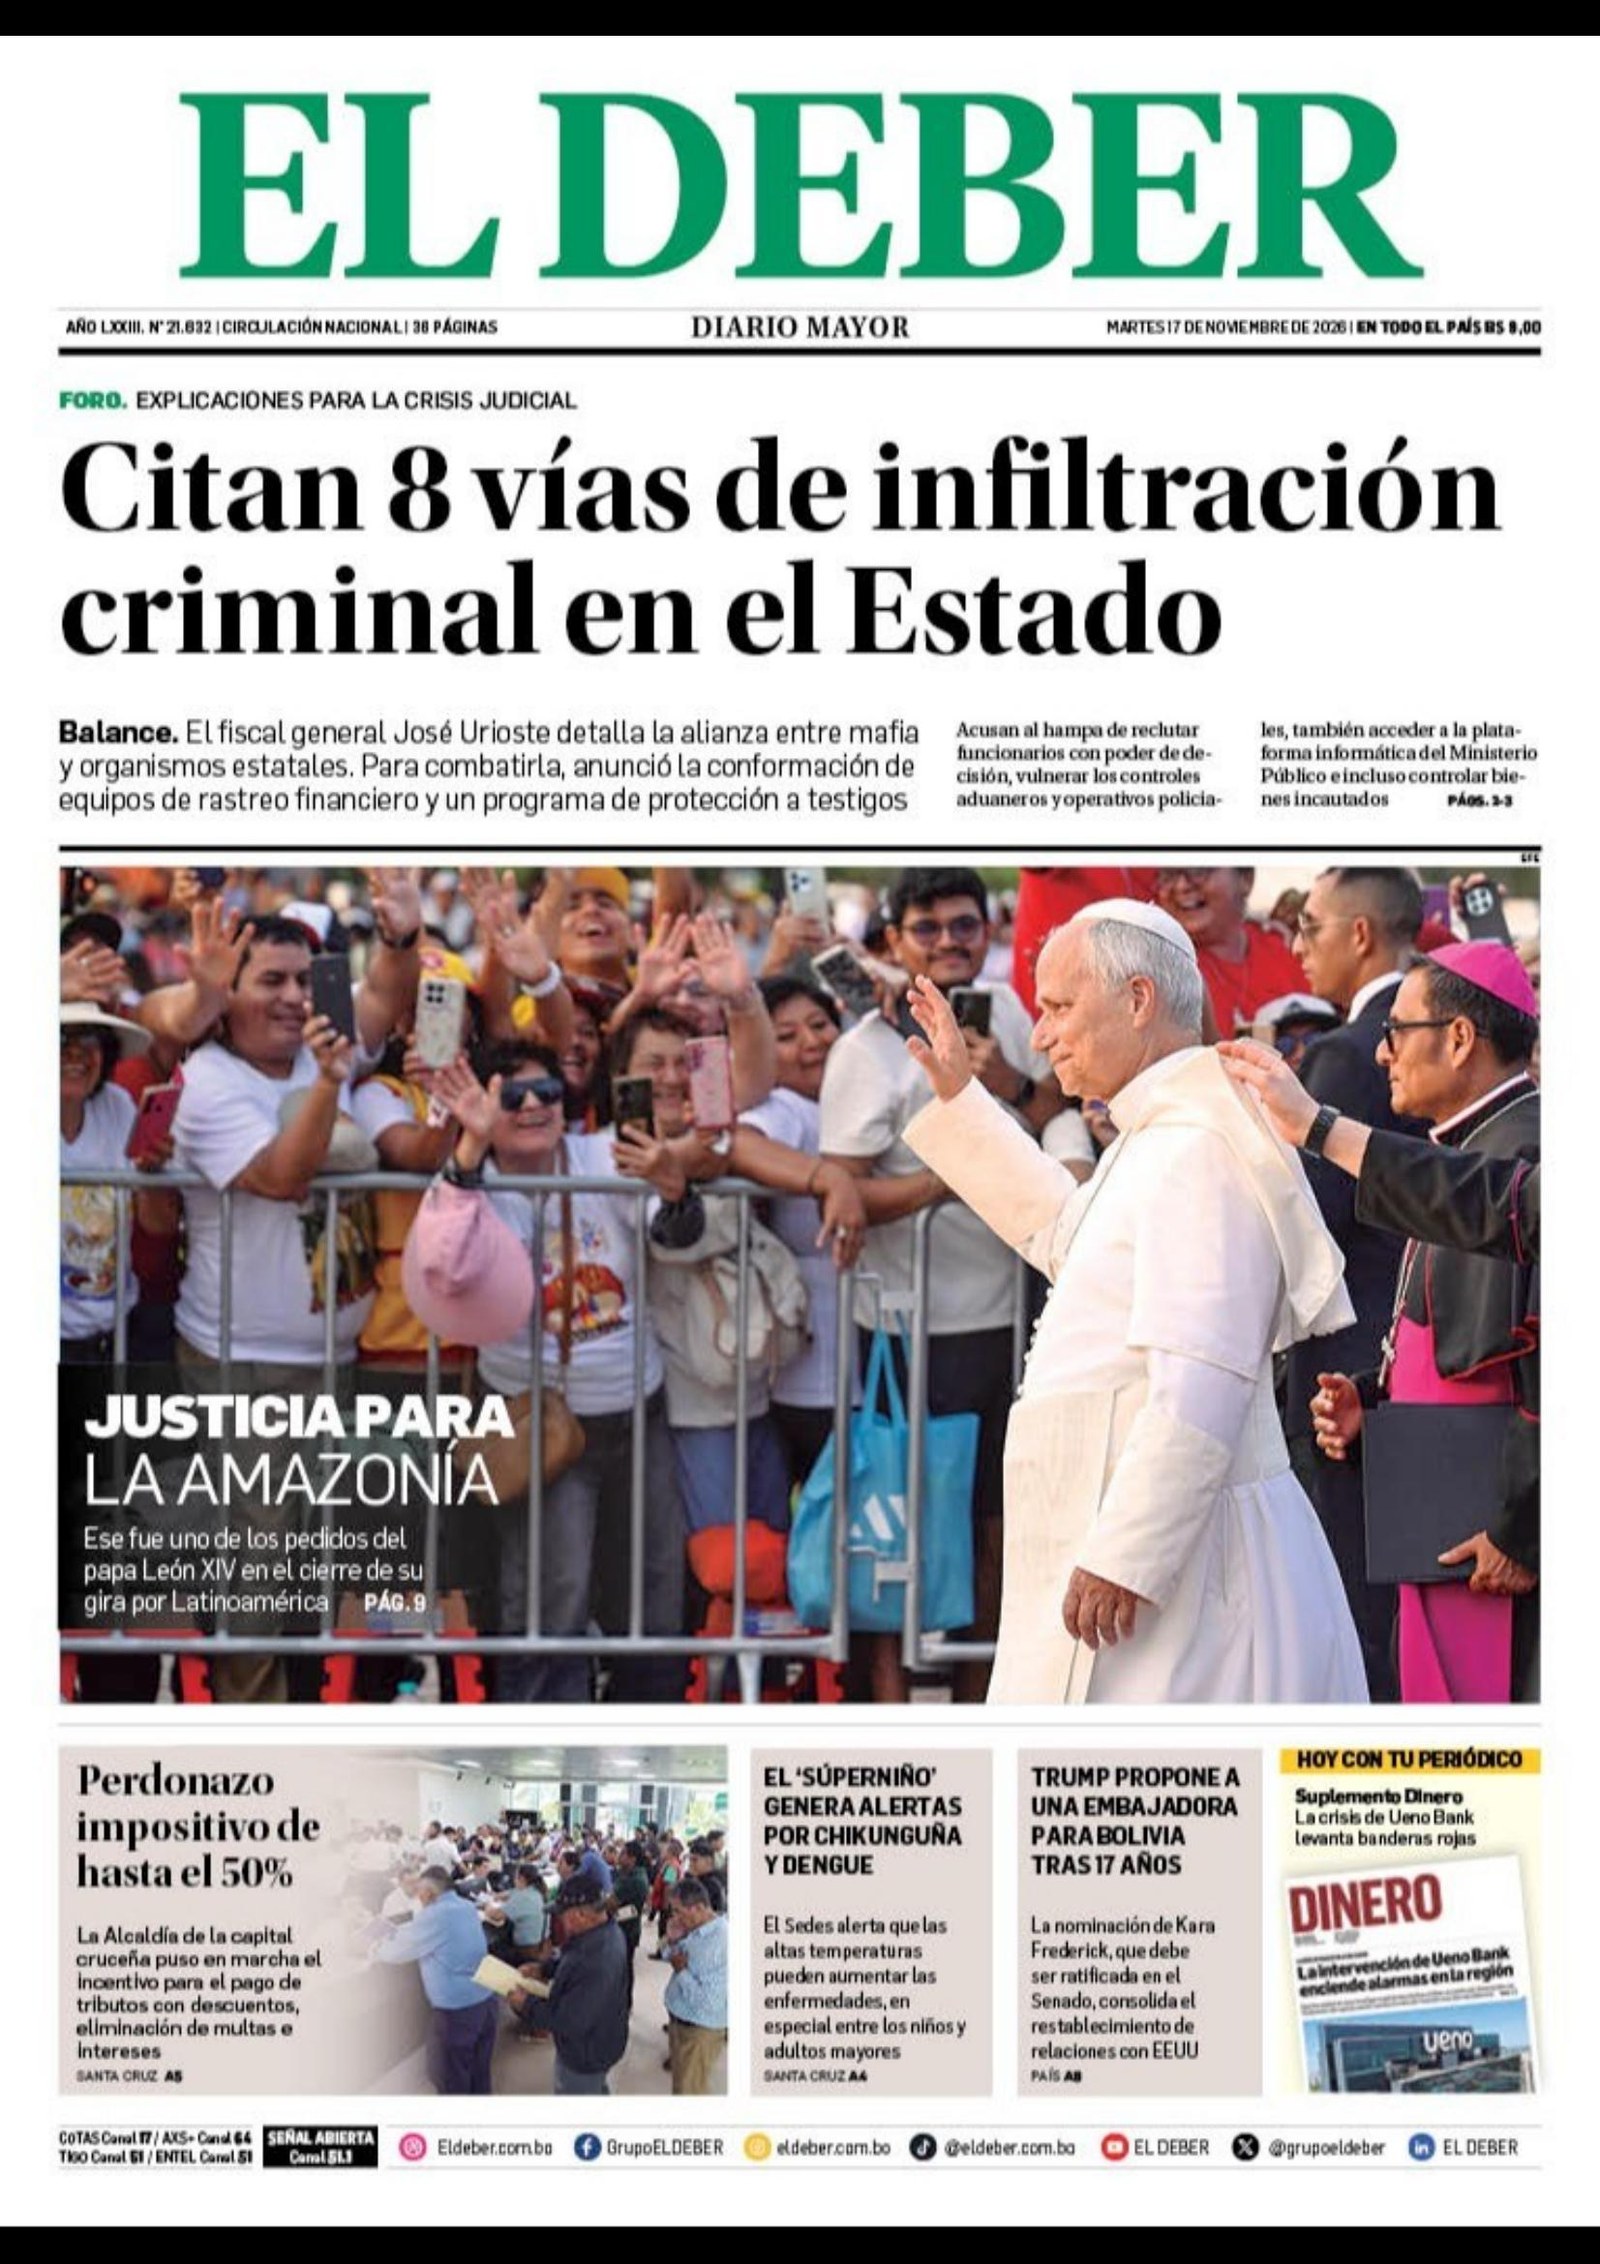 EL DEBER
AÑO LXXIII. N° 21.632 | CIRCULACIÓN NACIONAL | 36 PÁGINAS
DIARIO MAYOR
MARTES 17 DE NOVIEMBRE DE 2026 | EN TODO EL PAÍS BS 8,00
FORO. EXPLICACIONES PARA LA CRISIS JUDICIAL
Citan 8 vías de infiltración
criminal en el Estado
Balance. El fiscal general José Urioste detalla la alianza entre mafia
y organismos estatales. Para combatirla, anunció la conformación de
equipos de rastreo financiero y un programa de protección a testigos
Acusan al hampa de reclutar
funcionarios con poder de de-
cisión, vulnerar los controles
aduaneros y operativos policia-
les, también acceder a la plata-
forma informática del Ministerio
Público e incluso controlar bie-
nes incautados PÁGS. 2-3
EFE
JUSTICIA PARA
LA AMAZONÍA
Ese fue uno de los pedidos del
papa León XIV en el cierre de su
gira por Latinoamérica PÁG. 9
Perdonazo
impositivo de
hasta el 50%
La Alcaldía de la capital
cruceña puso en marcha el
incentivo para el pago de
tributos con descuentos,
eliminación de multas e
intereses
SANTA CRUZ A5
EL ‘SÚPERNIÑO’
GENERA ALERTAS
POR CHIKUNGUÑA
Y DENGUE
El Sedes alerta que las
altas temperaturas
pueden aumentar las
enfermedades, en
especial entre los niños y
adultos mayores
SANTA CRUZ A4
TRUMP PROPONE A
UNA EMBAJADORA
PARA BOLIVIA
TRAS 17 AÑOS
La nominación de Kara
Frederick, que debe
ser ratificada en el
Senado, consolida el
restablecimiento de
relaciones con EEUU
PAÍS A8
HOY CON TU PERIÓDICO
Suplemento Dinero
La crisis de Ueno Bank
levanta banderas rojas
DINERO
La intervención de Ueno Bank
enciende alarmas en la región
ueno
COTAS Canal 17 / AXS+ Canal 64
TIGO Canal 51 / ENTEL Canal 51
SEÑAL ABIERTA
Canal 51.1
Eldeber.com.bo
GrupoELDEBER
eldeber.com.bo
@eldeber.com.bo
EL DEBER
@grupoeldeber
EL DEBER